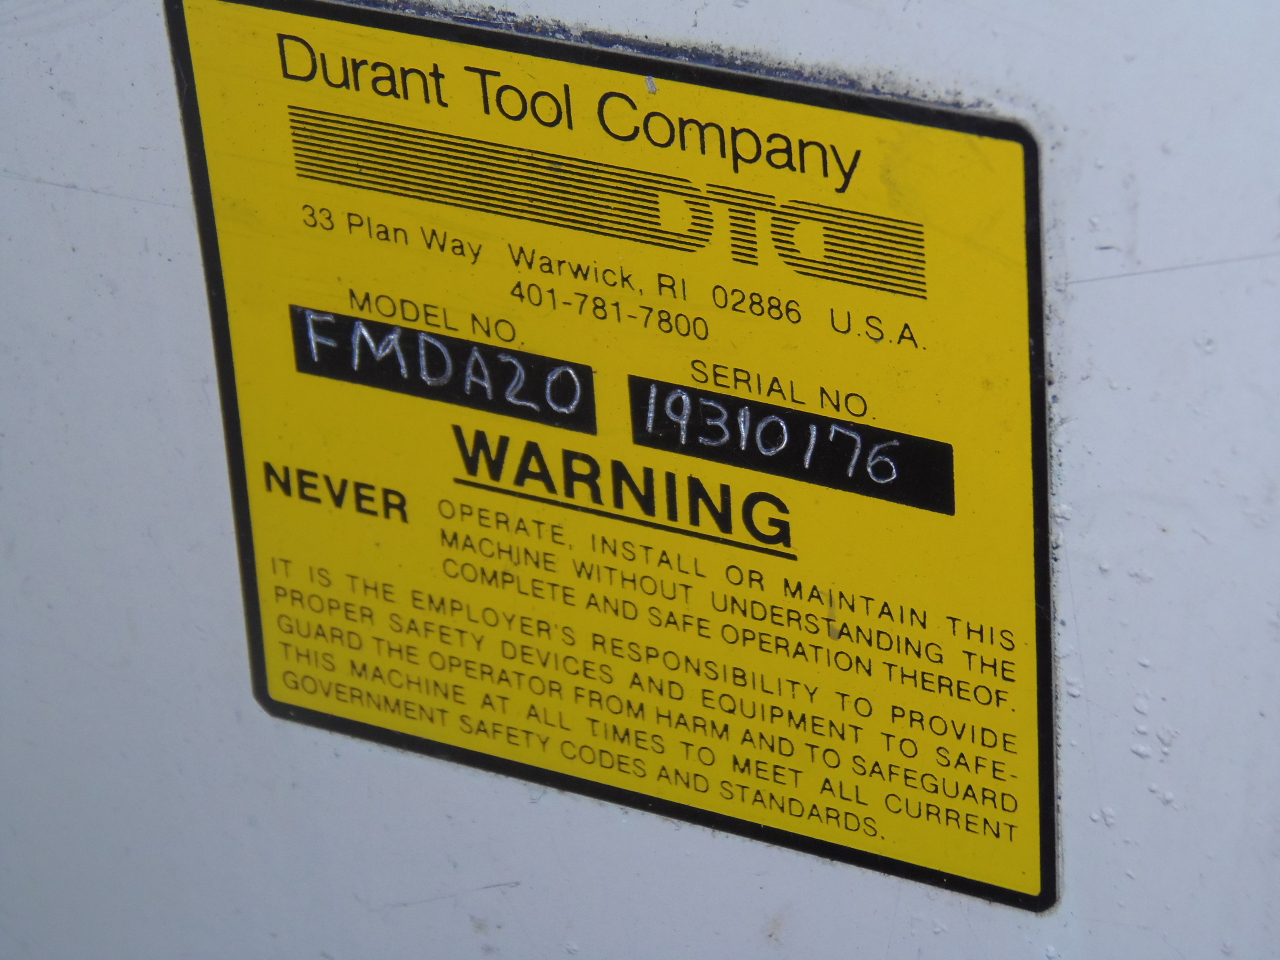 Durant Tool Company
DTC
33 Plan Way Warwick, RI 02886 U.S.A.
401-781-7800
MODEL NO. SERIAL NO.
FMDA20 19310176
WARNING
NEVER OPERATE, INSTALL OR MAINTAIN THIS
MACHINE WITHOUT UNDERSTANDING THE
COMPLETE AND SAFE OPERATION THEREOF.
IT IS THE EMPLOYER'S RESPONSIBILITY TO PROVIDE
PROPER SAFETY DEVICES AND EQUIPMENT TO SAFE-
GUARD THE OPERATOR FROM HARM AND TO SAFEGUARD
THIS MACHINE AT ALL TIMES TO MEET ALL CURRENT
GOVERNMENT SAFETY CODES AND STANDARDS.